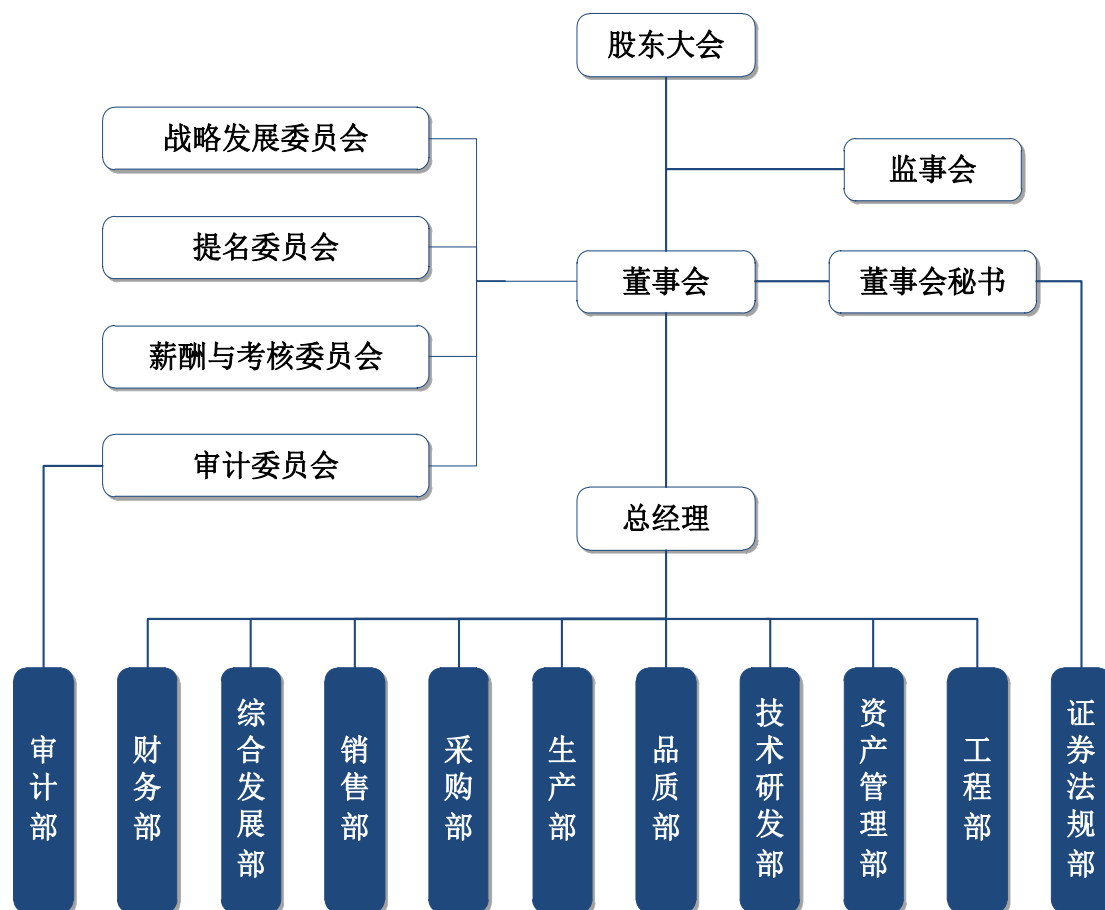 股东大会
战略发展委员会
监事会
提名委员会
董事会
董事会秘书
薪酬与考核委员会
审计委员会
总经理
审计部
财务部
综合发展部
销售部
采购部
生产部
品质部
技术研发部
资产管理部
工程部
证券法规部